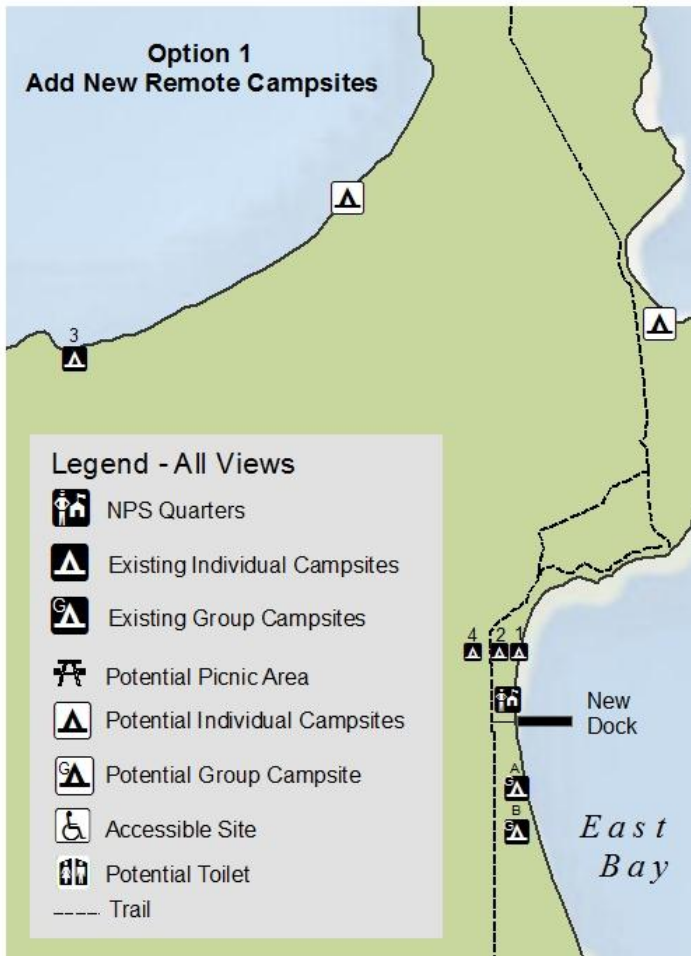 Option 1
Add New Remote Campsites
3
Legend - All Views
NPS Quarters
Existing Individual Campsites
G
Existing Group Campsites
Potential Picnic Area
Potential Individual Campsites
G
Potential Group Campsite
Accessible Site
Potential Toilet
Trail
4 2 1
New
Dock
A
G
B
G
East
Bay